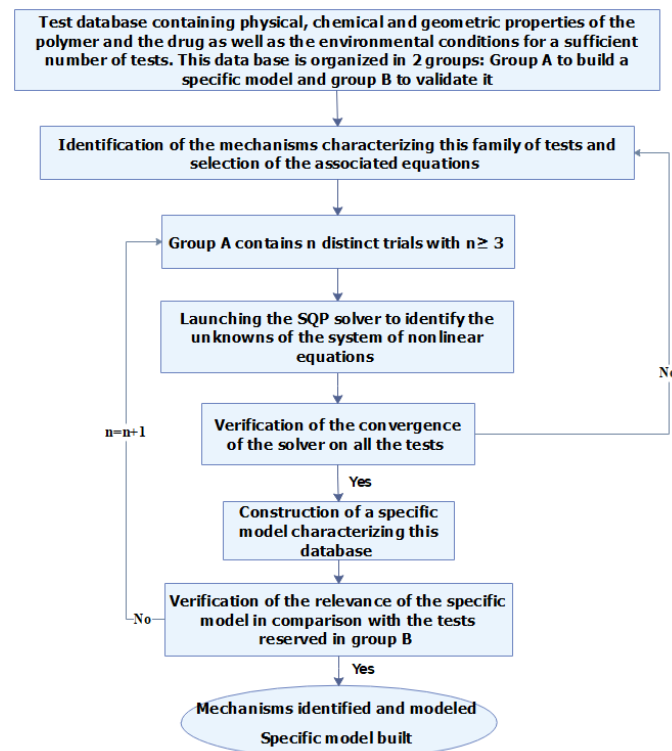 Test database containing physical, chemical and geometric properties of the
polymer and the drug as well as the environmental conditions for a sufficient
number of tests. This data base is organized in 2 groups: Group A to build a
specific model and group B to validate it
Identification of the mechanisms characterizing this family of tests and
selection of the associated equations
Group A contains n distinct trials with n≥ 3
Launching the SQP solver to identify the
unknowns of the system of nonlinear
equations
No
n=n+1
Verification of the convergence
of the solver on all the tests
Yes
Construction of a specific
model characterizing this
database
Verification of the relevance of the specific
model in comparison with the tests
reserved in group B
No
Yes
Mechanisms identified and modeled
Specific model built